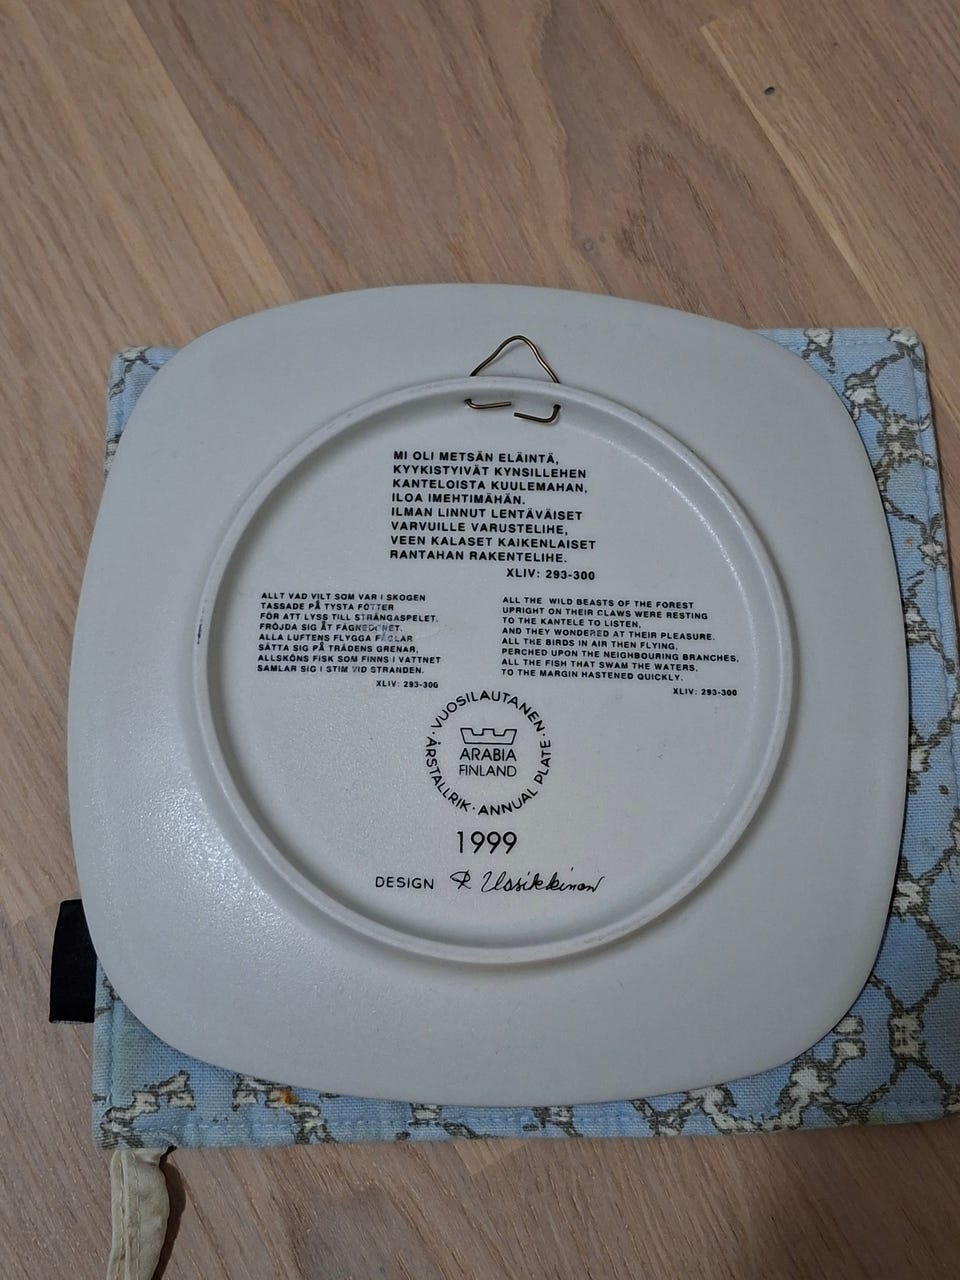 MI OLI METSÄN ELÄINTÄ,
KYYKISTYIVÄT KYNSILLEHEN
KANTELOISTA KUULEMAHAN,
ILOA IMEHTIMÄHÄN.
ILMAN LINNUT LENTÄVÄISET
VARVUILLE VARUSTELIHE,
VEEN KALASET KAIKENLAISET
RANTAHAN RAKENTELIHE.
XLIV: 293-300
ALLT VAD VILT SOM VAR I SKOGEN
TASSADE PÅ TYSTA FÖTTER
FÖR ATT LYSS TILL STRÄNGASPELET,
FRÖJDA SIG ÅT FÄGNEDONET.
ALLA LUFTENS FLYGGA FÅGLAR
SÄTTA SIG PÅ TRÄDENS GRENAR,
ALLSKÖNS FISK SOM FINNS I VATTNET
SAMLAR SIG I STIM VID STRANDEN.
XLIV: 293-300
ALL THE WILD BEASTS OF THE FOREST
UPRIGHT ON THEIR CLAWS WERE RESTING
TO THE KANTELE TO LISTEN,
AND THEY WONDERED AT THEIR PLEASURE.
ALL THE BIRDS IN AIR THEN FLYING,
PERCHED UPON THE NEIGHBOURING BRANCHES,
ALL THE FISH THAT SWAM THE WATERS,
TO THE MARGIN HASTENED QUICKLY.
XLIV: 293-300
· VUOSILAUTANEN · ÅRSTALLRIK · ANNUAL PLATE
ARABIA
FINLAND
1999
DESIGN R Uosikkinen